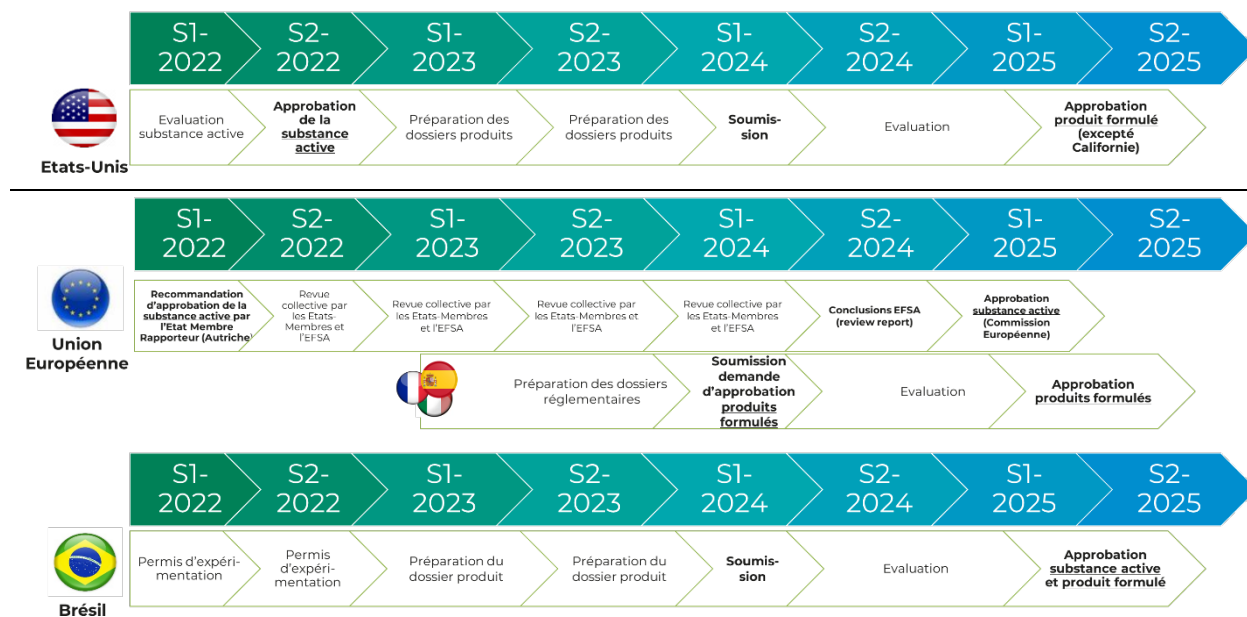 S1-
2022
S2-
2022
S1-
2023
S2-
2023
S1-
2024
S2-
2024
S1-
2025
S2-
2025
Etats-Unis
Evaluation
substance active
Approbation
de la
substance
active
Préparation des
dossiers produits
Préparation des
dossiers produits
Soumis-
sion
Evaluation
Approbation
produit formulé
(excepté
Californie)
S1-
2022
S2-
2022
S1-
2023
S2-
2023
S1-
2024
S2-
2024
S1-
2025
S2-
2025
Union
Européenne
Recommandation
d'approbation de la
substance active par
l'Etat Membre
Rapporteur (Autriche)
Revue
collective par
les Etats-
Membres et
l'EFSA
Revue collective par
les Etats-Membres
et l'EFSA
Revue collective par
les Etats-Membres
et l'EFSA
Revue collective par
les Etats-Membres
et l'EFSA
Conclusions EFSA
(review report)
Approbation
substance active
(Commission
Européenne)
Préparation des dossiers
réglementaires
Soumission
demande
d'approbation
produits
formulés
Evaluation
Approbation
produits formulés
S1-
2022
S2-
2022
S1-
2023
S2-
2023
S1-
2024
S2-
2024
S1-
2025
S2-
2025
Brésil
Permis d'expéri-
mentation
Permis
d'expéri-
mentation
Préparation du
dossier produit
Préparation du
dossier produit
Soumis-
sion
Evaluation
Approbation
substance active
et produit formulé